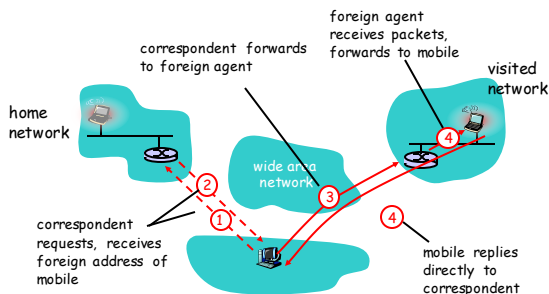 foreign agent
receives packets,
forwards to mobile
correspondent forwards
to foreign agent
visited
network
home
network
wide area
network
4
2
3
1
4
correspondent
requests, receives
foreign address of
mobile
mobile replies
directly to
correspondent